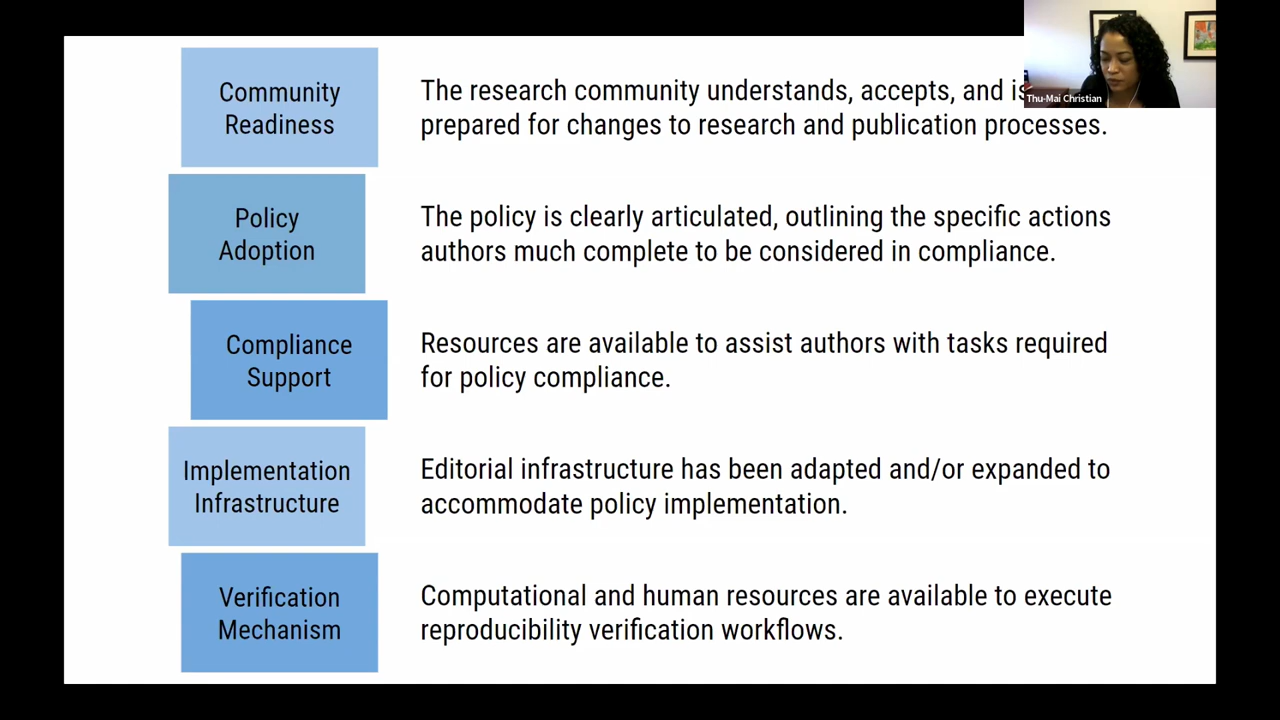 Community
Readiness
The research community understands, accepts, and is
prepared for changes to research and publication processes.
Thu-Mai Christian
Policy
Adoption
The policy is clearly articulated, outlining the specific actions
authors much complete to be considered in compliance.
Compliance
Support
Resources are available to assist authors with tasks required
for policy compliance.
Implementation
Infrastructure
Editorial infrastructure has been adapted and/or expanded to
accommodate policy implementation.
Verification
Mechanism
Computational and human resources are available to execute
reproducibility verification workflows.